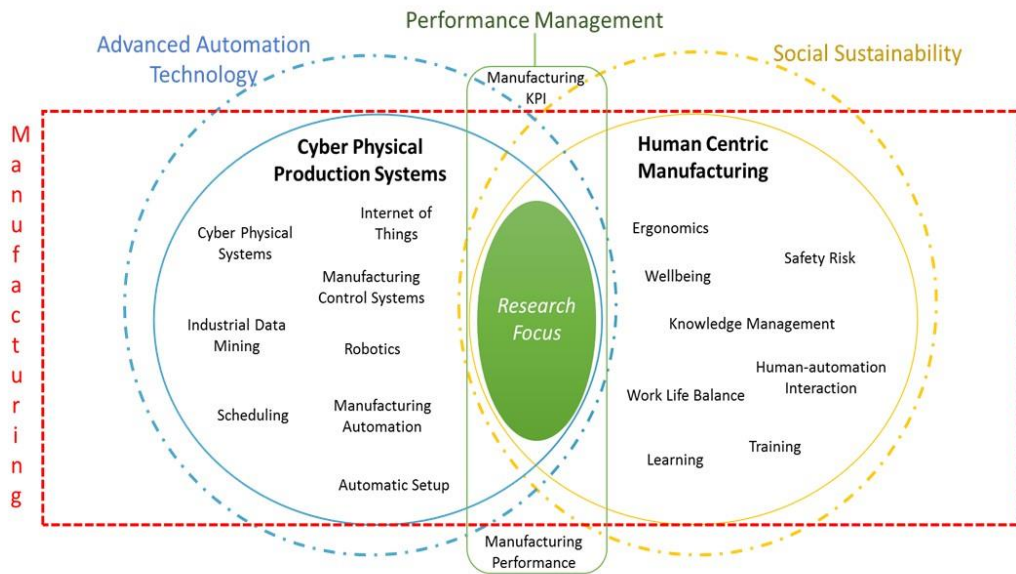 Performance Management
Advanced Automation
Technology
Social Sustainability
Manufacturing
KPI
Manufacturing
Cyber Physical
Production Systems
Human Centric
Manufacturing
Internet of
Things
Cyber Physical
Systems
Manufacturing
Control Systems
Industrial Data
Mining
Robotics
Scheduling
Manufacturing
Automation
Automatic Setup
Research
Focus
Ergonomics
Safety Risk
Wellbeing
Knowledge Management
Human-automation
Interaction
Work Life Balance
Training
Learning
Manufacturing
Performance